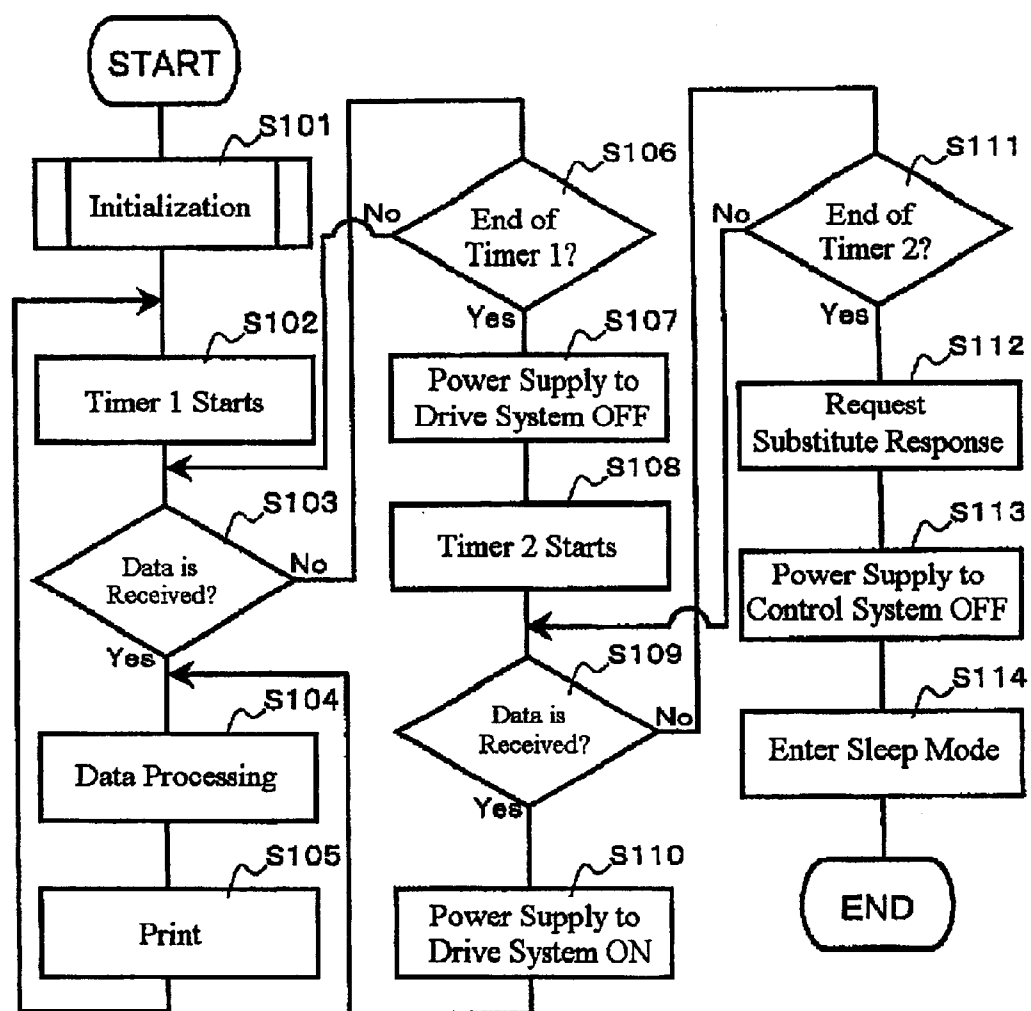 START
S101
Initialization
S102
Timer 1 Starts
S103
Data is
Received?
No
Yes
S104
Data Processing
S105
Print
S106
No
End of
Timer 1?
Yes
S107
Power Supply to
Drive System OFF
S108
Timer 2 Starts
S109
Data is
Received?
No
Yes
S110
Power Supply to
Drive System ON
S111
No
End of
Timer 2?
Yes
S112
Request
Substitute Response
S113
Power Supply to
Control System OFF
S114
Enter Sleep Mode
END